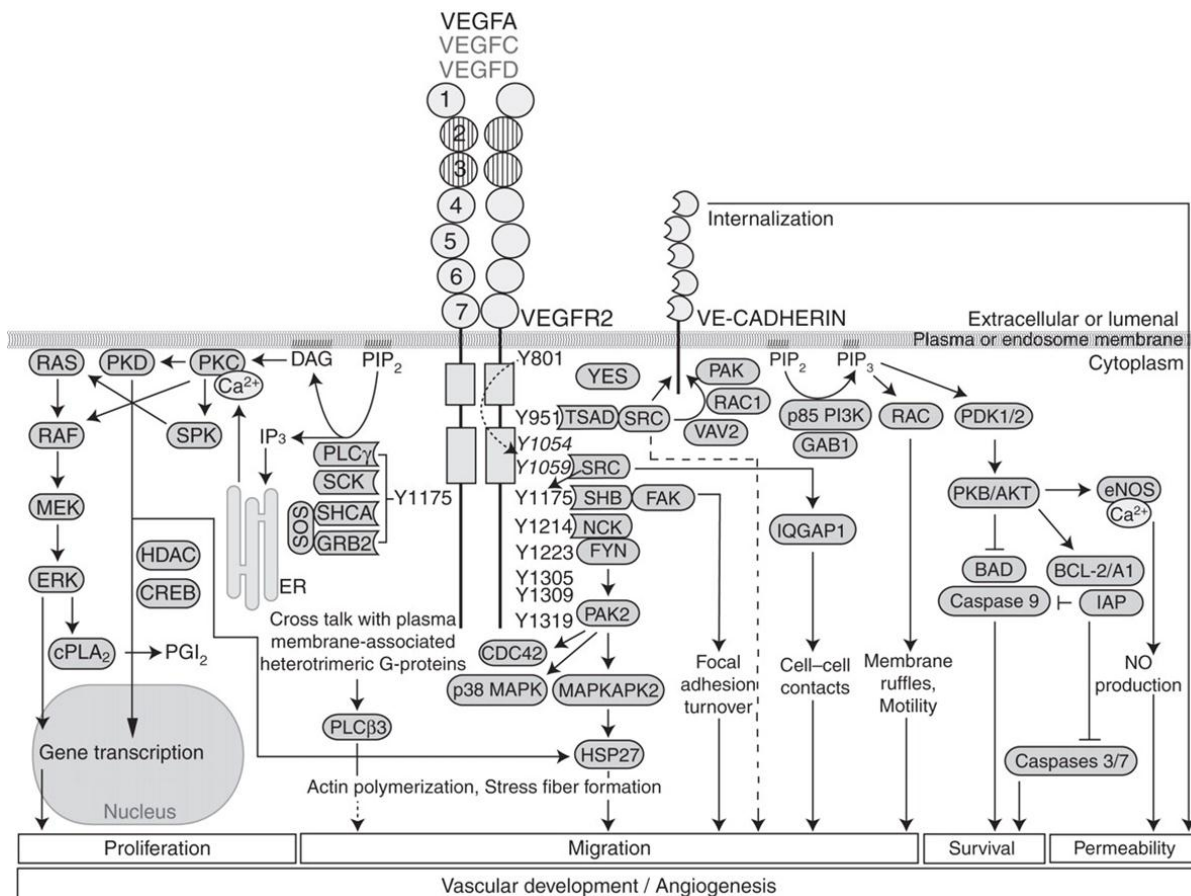 VEGFA
VEGFC
VEGFD
1
2
3
4
5
6
7
VEGFR2
VE-CADHERIN
Internalization
Extracellular or lumenal
Plasma or endosome membrane
Cytoplasm
RAS
PKD
PKC
Ca2+
DAG
PIP2
RAF
SPK
IP3
MEK
ERK
HDAC
CREB
ER
cPLA2
PGI2
Gene transcription
Nucleus
PLCγ
SCK
SHCA
GRB2
SOS
Y1175
Cross talk with plasma
membrane-associated
heterotrimeric G-proteins
PLCβ3
Actin polymerization, Stress fiber formation
Y801
YES
Y951
TSAD
SRC
PAK
RAC1
VAV2
Y1054
Y1059
SRC
Y1175
SHB
FAK
Y1214
NCK
Y1223
FYN
Y1305
Y1309
Y1319
PAK2
CDC42
p38 MAPK
MAPKAPK2
HSP27
Focal
adhesion
turnover
IQGAP1
Cell–cell
contacts
PIP2
PIP3
p85 PI3K
GAB1
RAC
Membrane
ruffles,
Motility
PDK1/2
PKB/AKT
eNOS
Ca2+
BAD
BCL-2/A1
Caspase 9
IAP
NO
production
Caspases 3/7
Proliferation
Migration
Survival
Permeability
Vascular development / Angiogenesis